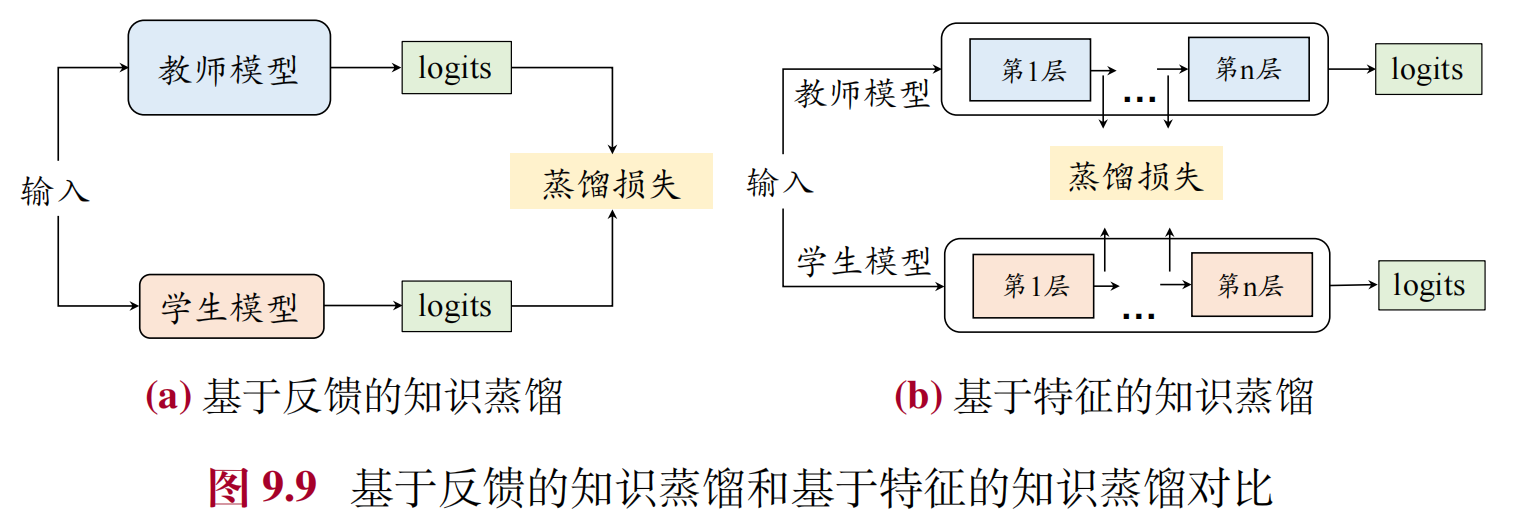 教师模型
logits
输入
蒸馏损失
学生模型
logits
(a) 基于反馈的知识蒸馏
教师模型
第1层
...
第n层
logits
输入
蒸馏损失
学生模型
第1层
...
第n层
logits
(b) 基于特征的知识蒸馏
图 9.9 基于反馈的知识蒸馏和基于特征的知识蒸馏对比